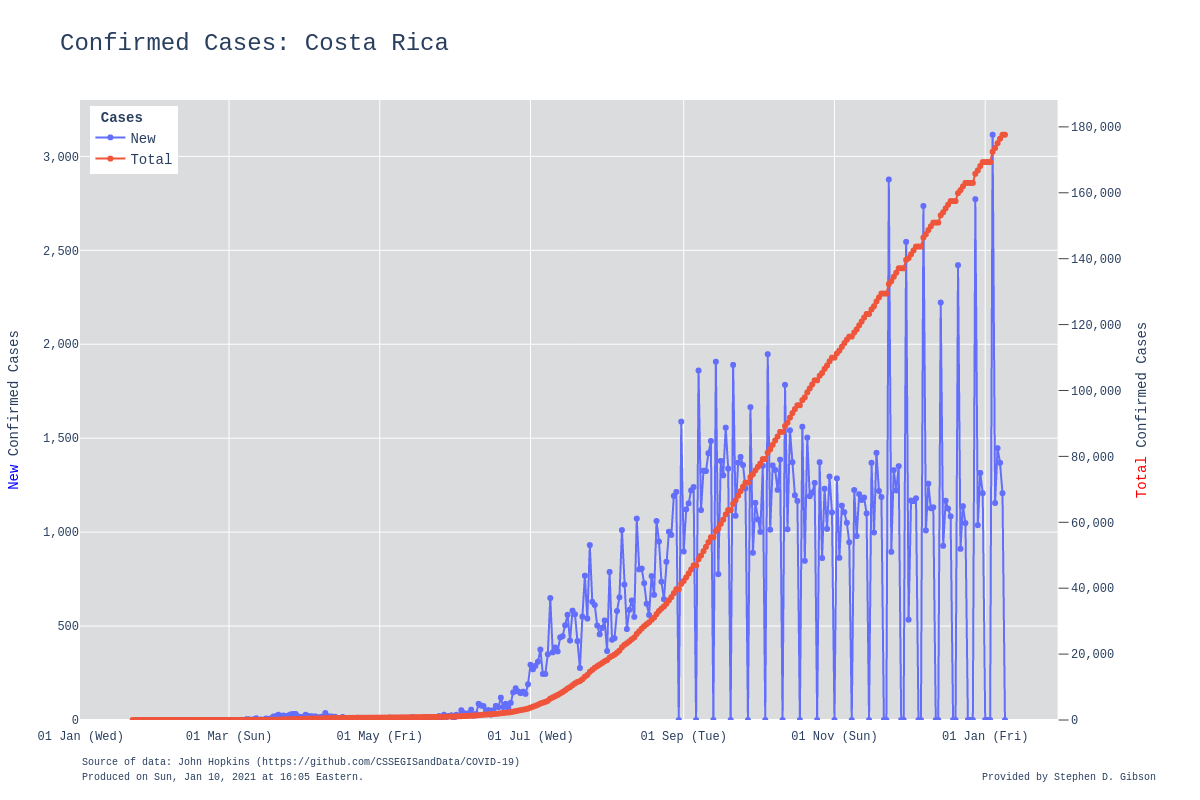 Confirmed Cases: Costa Rica
Cases
New
Total
3,000
2,500
2,000
1,500
1,000
500
0
New Confirmed Cases
180,000
160,000
140,000
120,000
100,000
80,000
60,000
40,000
20,000
0
Total Confirmed Cases
01 Jan (Wed) 01 Mar (Sun) 01 May (Fri) 01 Jul (Wed) 01 Sep (Tue) 01 Nov (Sun) 01 Jan (Fri)
Source of data: John Hopkins (https://github.com/CSSEGISandData/COVID-19)
Produced on Sun, Jan 10, 2021 at 16:05 Eastern.
Provided by Stephen D. Gibson